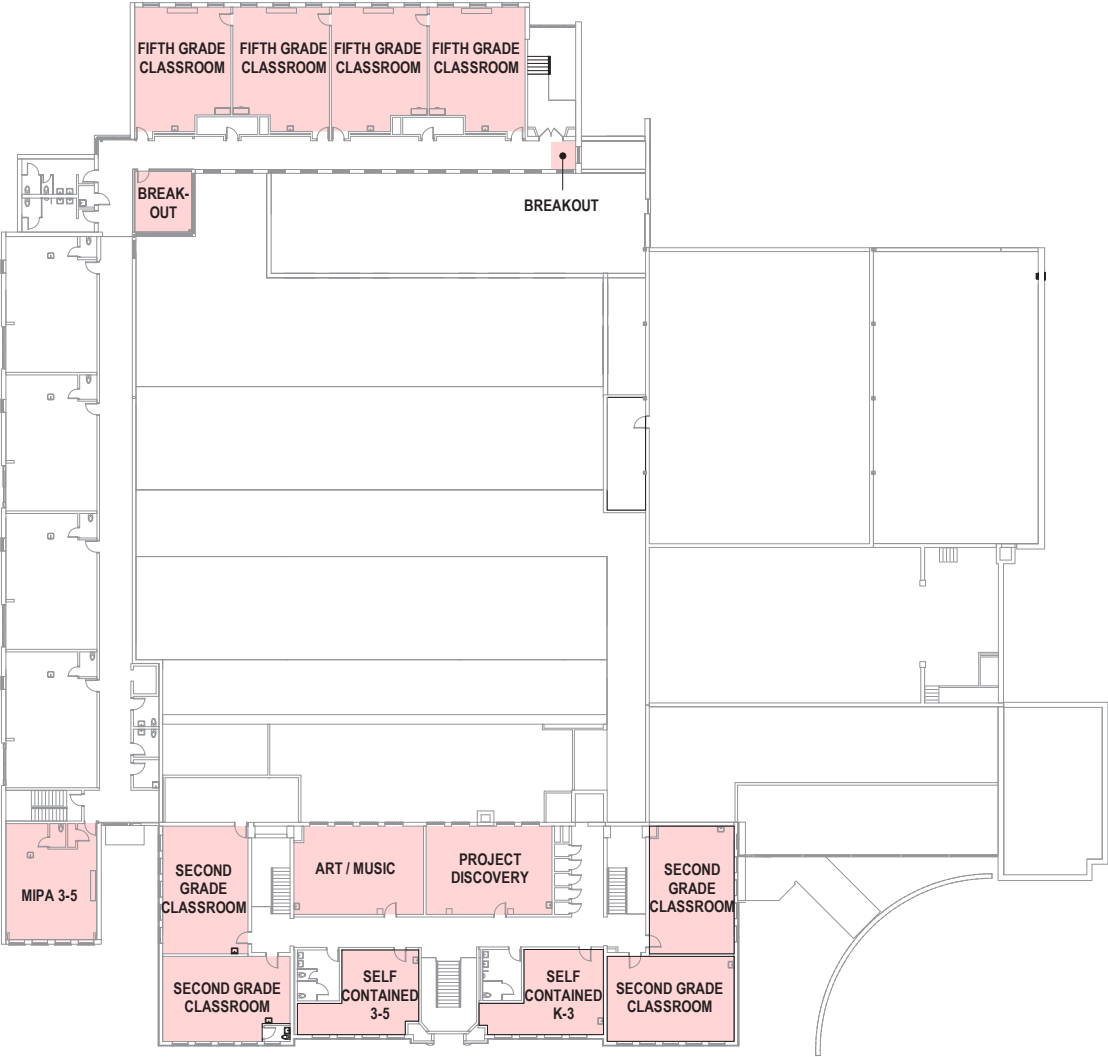 FIFTH GRADE
CLASSROOM
FIFTH GRADE
CLASSROOM
FIFTH GRADE
CLASSROOM
FIFTH GRADE
CLASSROOM
BREAK-
OUT
BREAKOUT
MIPA 3-5
SECOND
GRADE
CLASSROOM
ART / MUSIC
PROJECT
DISCOVERY
SECOND
GRADE
CLASSROOM
SECOND GRADE
CLASSROOM
SELF
CONTAINED
3-5
SELF
CONTAINED
K-3
SECOND GRADE
CLASSROOM